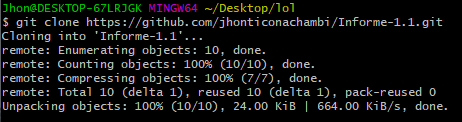 Jhon@DESKTOP-67LRJGK MINGW64 ~/Desktop/lol
$ git clone https://github.com/jhonticonachambi/Informe-1.1.git
Cloning into 'Informe-1.1'...
remote: Enumerating objects: 10, done.
remote: Counting objects: 100% (10/10), done.
remote: Compressing objects: 100% (7/7), done.
remote: Total 10 (delta 1), reused 10 (delta 1), pack-reused 0
Unpacking objects: 100% (10/10), 24.00 KiB | 664.00 KiB/s, done.